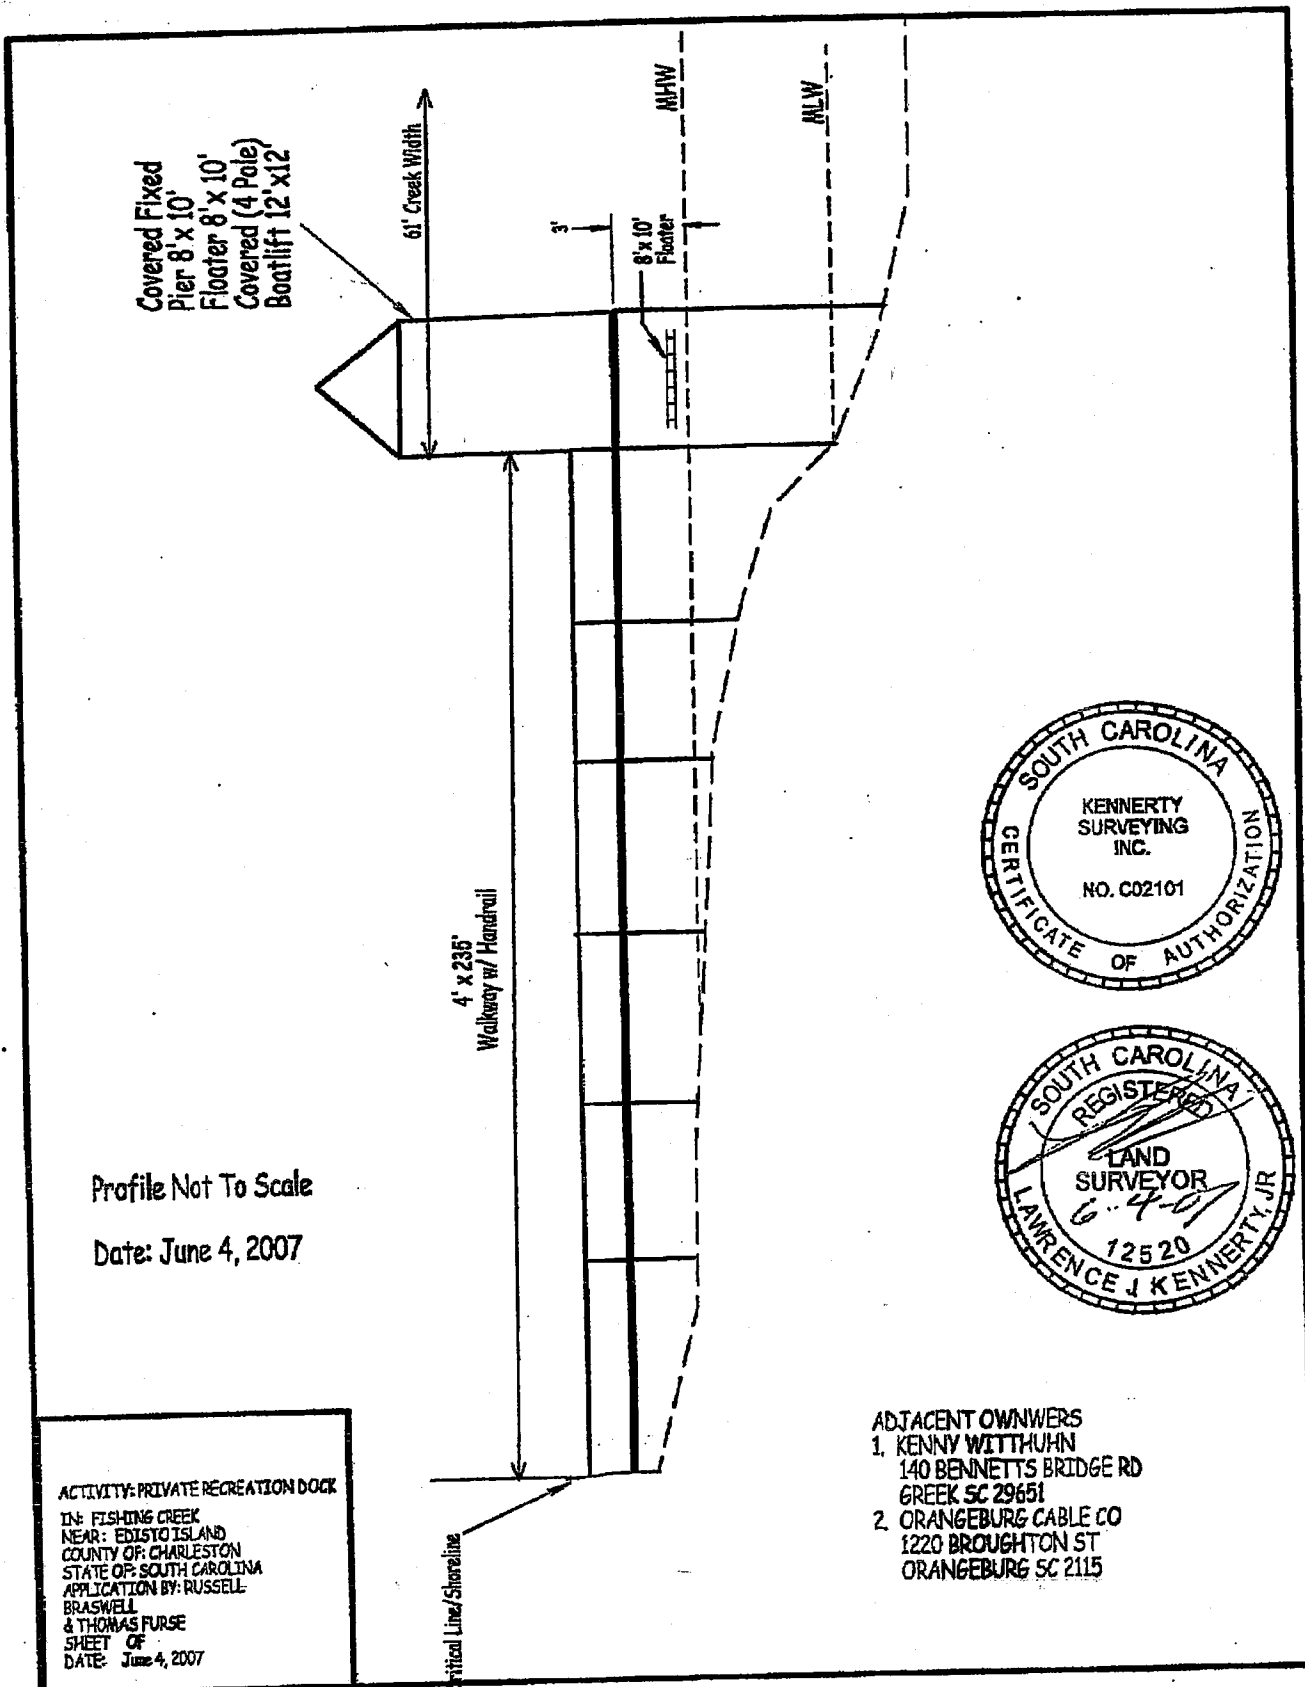 Covered Fixed
Pier 8' x 10'
Floater 8' x 10'
Covered (4 Pole)
Boatlift 12' x12'
61' Creek Width
MHW
MLW
3'
8'x 10'
Floater
4' x 235'
Walkway w/ Handrail
Profile Not To Scale
Date: June 4, 2007
SOUTH CAROLINA
CERTIFICATE OF AUTHORIZATION
KENNERTY
SURVEYING
INC.
NO. C02101
SOUTH CAROLINA
REGISTERED
LAND
SURVEYOR
6-4-07
12520
LAWRENCE J KENNERTY, JR
ACTIVITY: PRIVATE RECREATION DOCK
IN: FISHING CREEK
NEAR: EDISTO ISLAND
COUNTY OF: CHARLESTON
STATE OF: SOUTH CAROLINA
APPLICATION BY: RUSSELL
BRASWELL
& THOMAS FURSE
SHEET OF
DATE: June 4, 2007
ritical Line/Shoreline
ADJACENT OWNWERS
1. KENNY WITTHUHN
140 BENNETTS BRIDGE RD
GREEK SC 29651
2. ORANGEBURG CABLE CO
1220 BROUGHTON ST
ORANGEBURG SC 2115